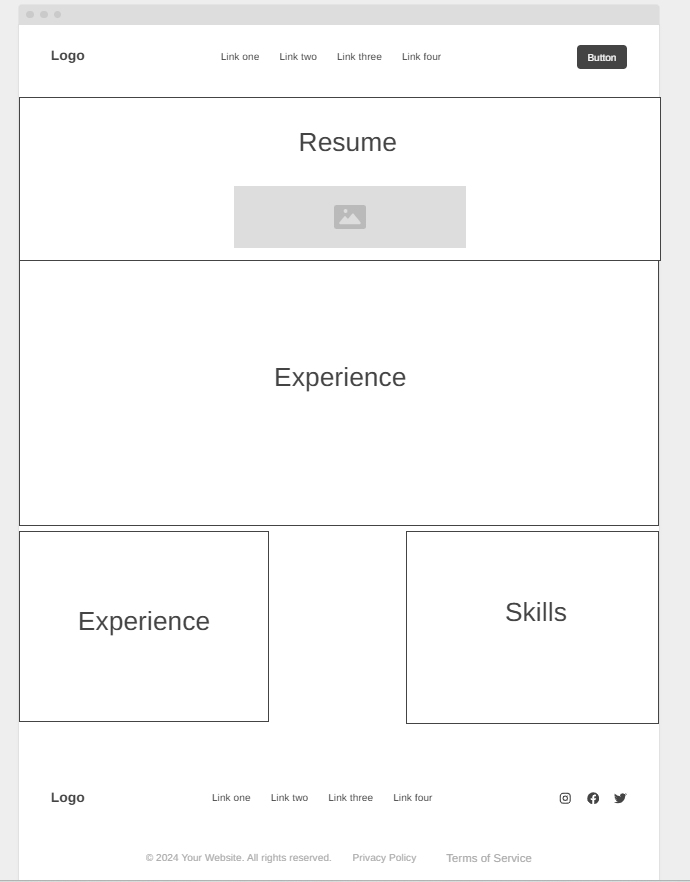 Logo Link one Link two Link three Link four Button
Resume
Experience
Experience Skills
Logo Link one Link two Link three Link four
© 2024 Your Website. All rights reserved. Privacy Policy Terms of Service